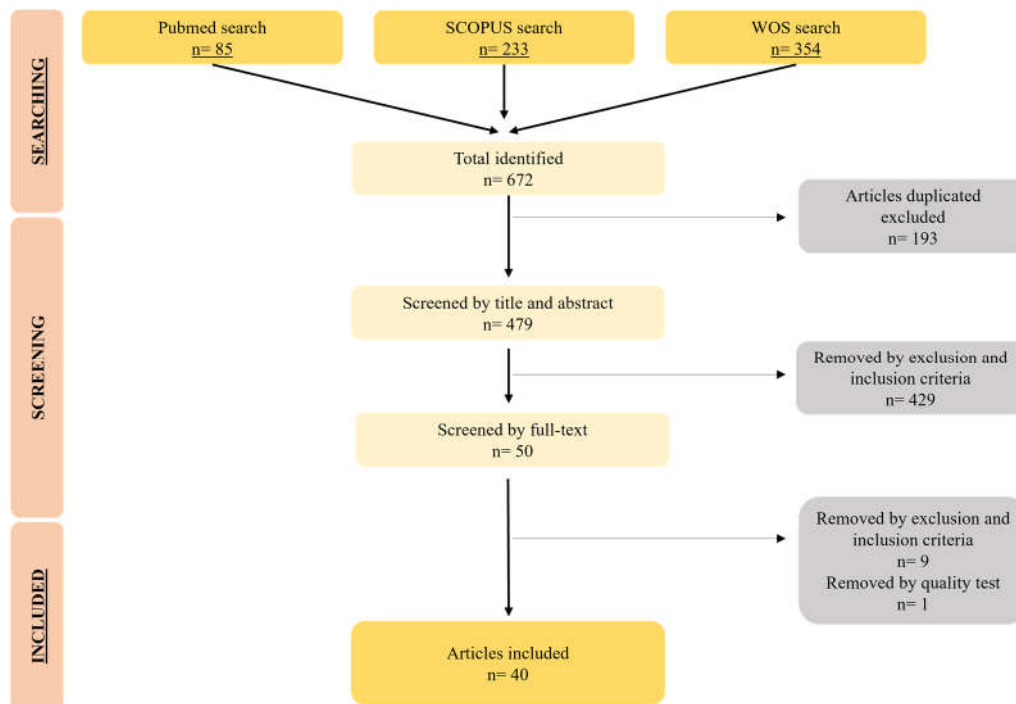 Pubmed search
n= 85
SCOPUS search
n= 233
WOS search
n= 354
SEARCHING
Total identified
n= 672
Articles duplicated
excluded
n= 193
SCREENING
Screened by title and abstract
n= 479
Removed by exclusion and
inclusion criteria
n= 429
Screened by full-text
n= 50
INCLUDED
Removed by exclusion and
inclusion criteria
n= 9
Removed by quality test
n= 1
Articles included
n= 40